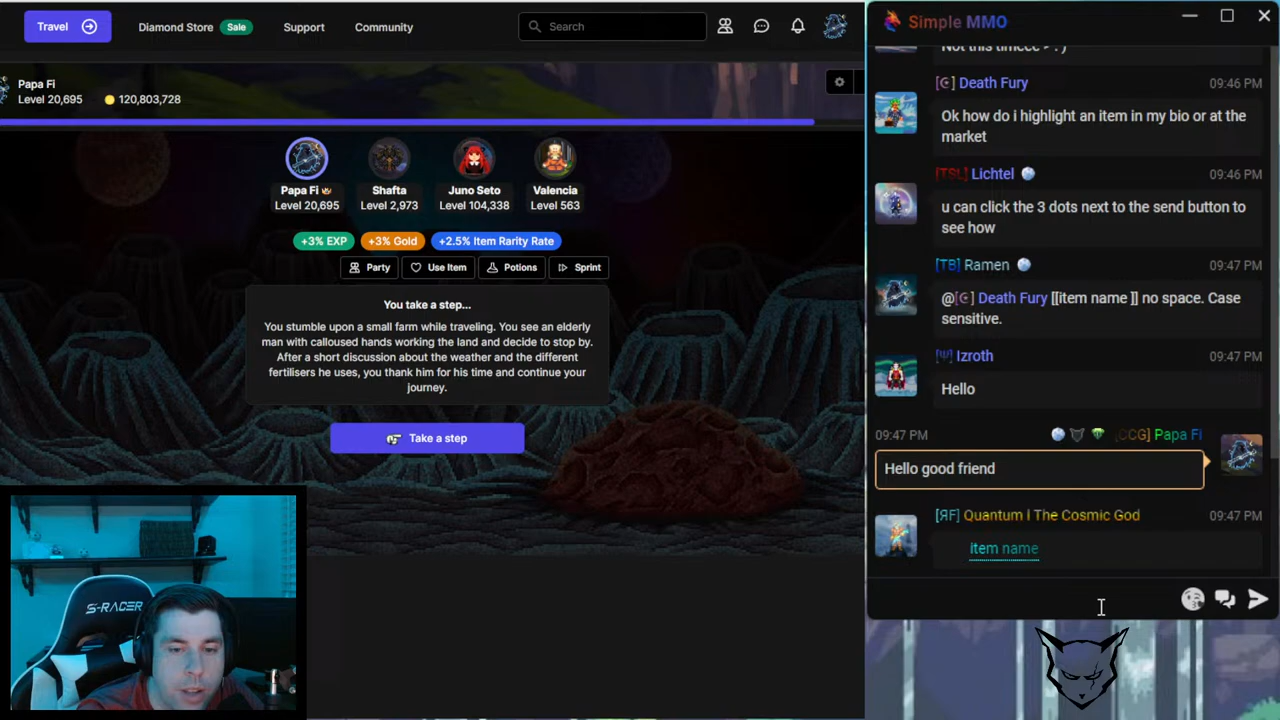 Travel
Diamond Store Sale
Support
Community
Search
Papa Fi
Level 20,695
120,803,728
Papa Fi
Level 20,695
Shafta
Level 2,973
Juno Seto
Level 104,338
Valencia
Level 563
+3% EXP
+3% Gold
+2.5% Item Rarity Rate
Party
Use Item
Potions
Sprint
You take a step...
You stumble upon a small farm while traveling. You see an elderly
man with calloused hands working the land and decide to stop by.
After a short discussion about the weather and the different
fertilisers he uses, you thank him for his time and continue your
journey.
Take a step
S-RACER
Simple MMO
Not this timeee > : )
Death Fury 09:46 PM
Ok how do i highlight an item in my bio or at the
market
[TSL] Lichtel 09:46 PM
u can click the 3 dots next to the send button to
see how
[TB] Ramen 09:47 PM
@[☪] Death Fury [[item name ]] no space. Case
sensitive.
[Ψ] Izroth 09:47 PM
Hello
09:47 PM [CCG] Papa Fi
Hello good friend
[ЯF] Quantum l The Cosmic God 09:47 PM
item name